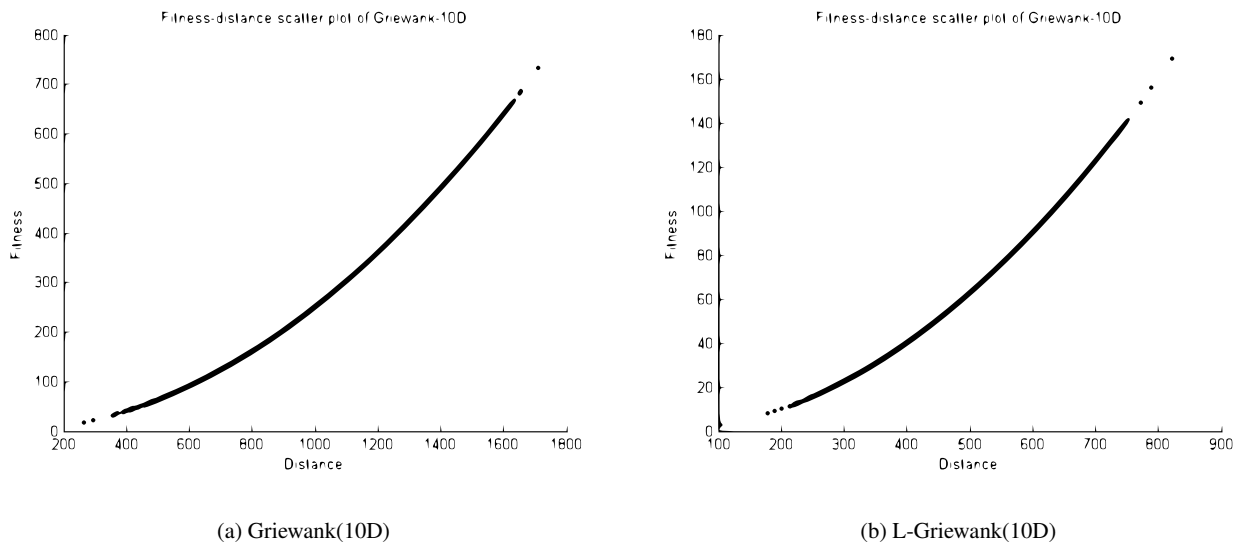 Fitness-distance scatter plot of Griewank-10D
800
700
600
500
400
300
200
100
0
200 400 600 800 1000 1200 1400 1600 1800
Fitness
Distance
(a) Griewank(10D)
Fitness-distance scatter plot of Griewank-10D
180
160
140
120
100
80
60
40
20
0
100 200 300 400 500 600 700 800 900
Fitness
Distance
(b) L-Griewank(10D)